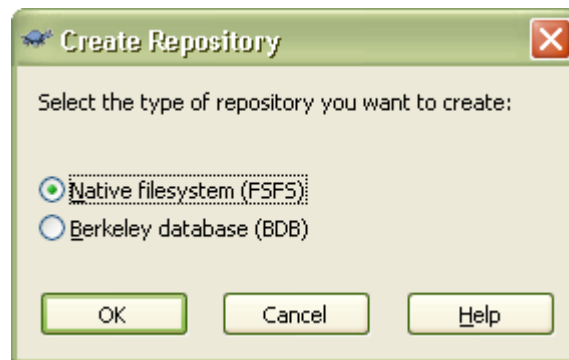 Create Repository
Select the type of repository you want to create:
Native filesystem (FSFS)
Berkeley database (BDB)
OK Cancel Help